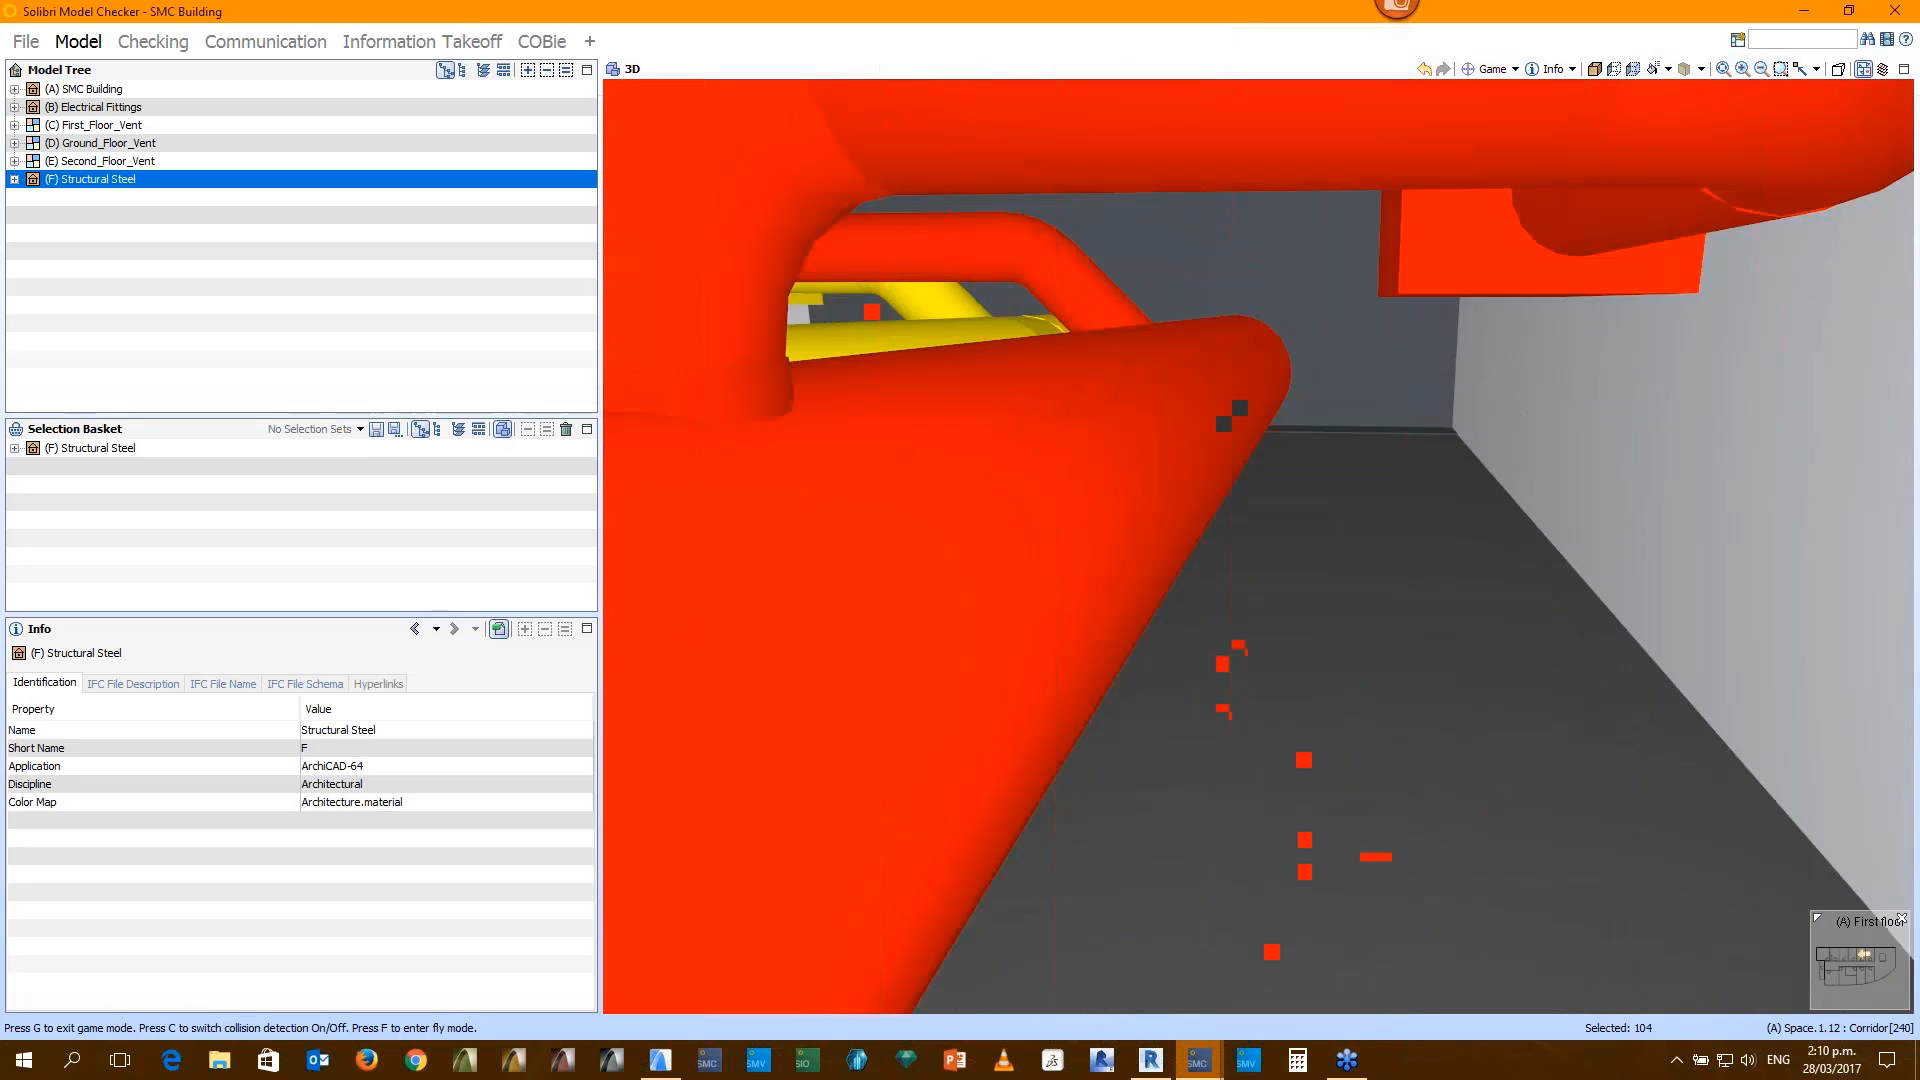 Solibri Model Checker - SMC Building
File Model Checking Communication Information Takeoff COBie +
Model Tree
(A) SMC Building
(B) Electrical Fittings
(C) First_Floor_Vent
(D) Ground_Floor_Vent
(E) Second_Floor_Vent
(F) Structural Steel
Selection Basket No Selection Sets
(F) Structural Steel
Info
(F) Structural Steel
Identification IFC File Description IFC File Name IFC File Schema Hyperlinks
Property Value
Name Structural Steel
Short Name F
Application ArchiCAD-64
Discipline Architectural
Color Map Architecture.material
3D Game Info
(A) First floor
Press G to exit game mode. Press C to switch collision detection On/Off. Press F to enter fly mode. Selected: 104 (A) Space.1.12 : Corridor[240]
SMC SMV SIO SMC SMV
ENG
2:10 p.m.
28/03/2017